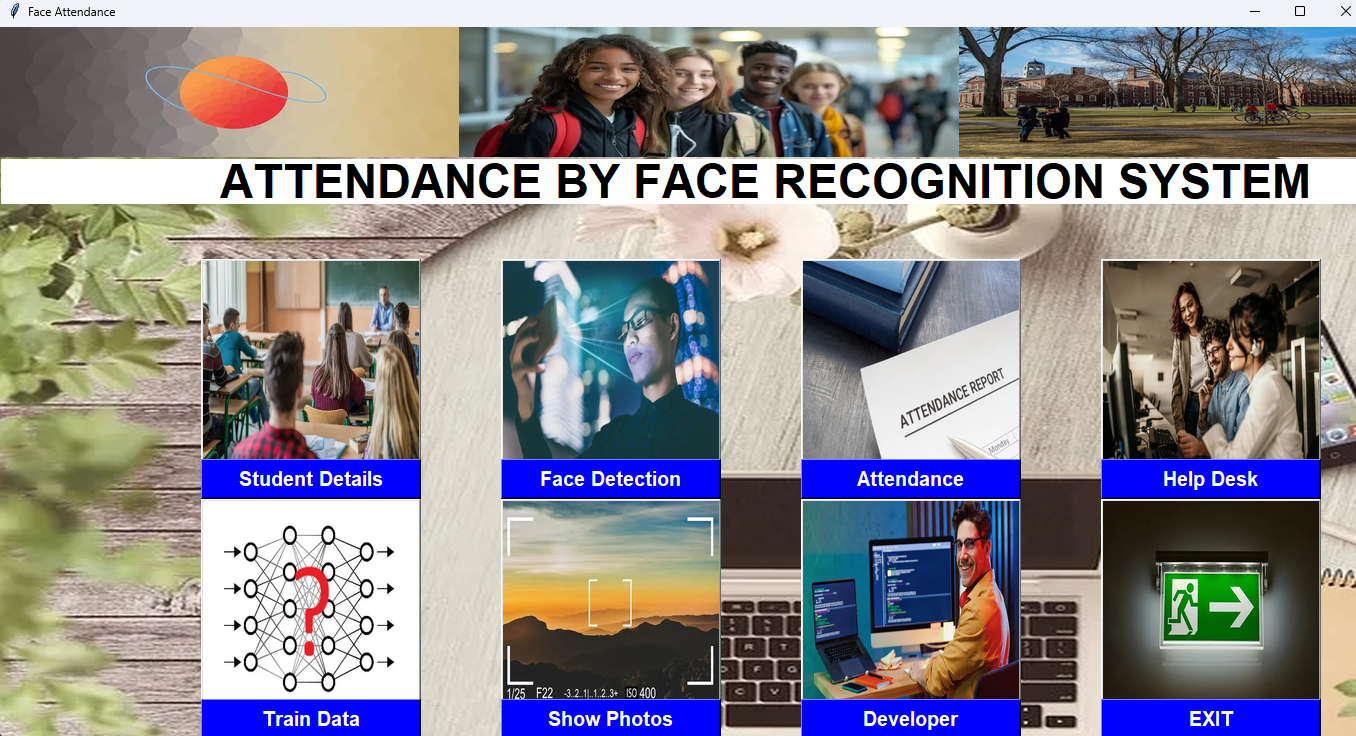 Face Attendance
ATTENDANCE BY FACE RECOGNITION SYSTEM
ATTENDANCE REPORT
Monday
Student Details
Face Detection
Attendance
Help Desk
?
1/25 F22 -3..2..1|..1..2..3+ ISO 400
R T
F G
C V
Train Data
Show Photos
Developer
EXIT